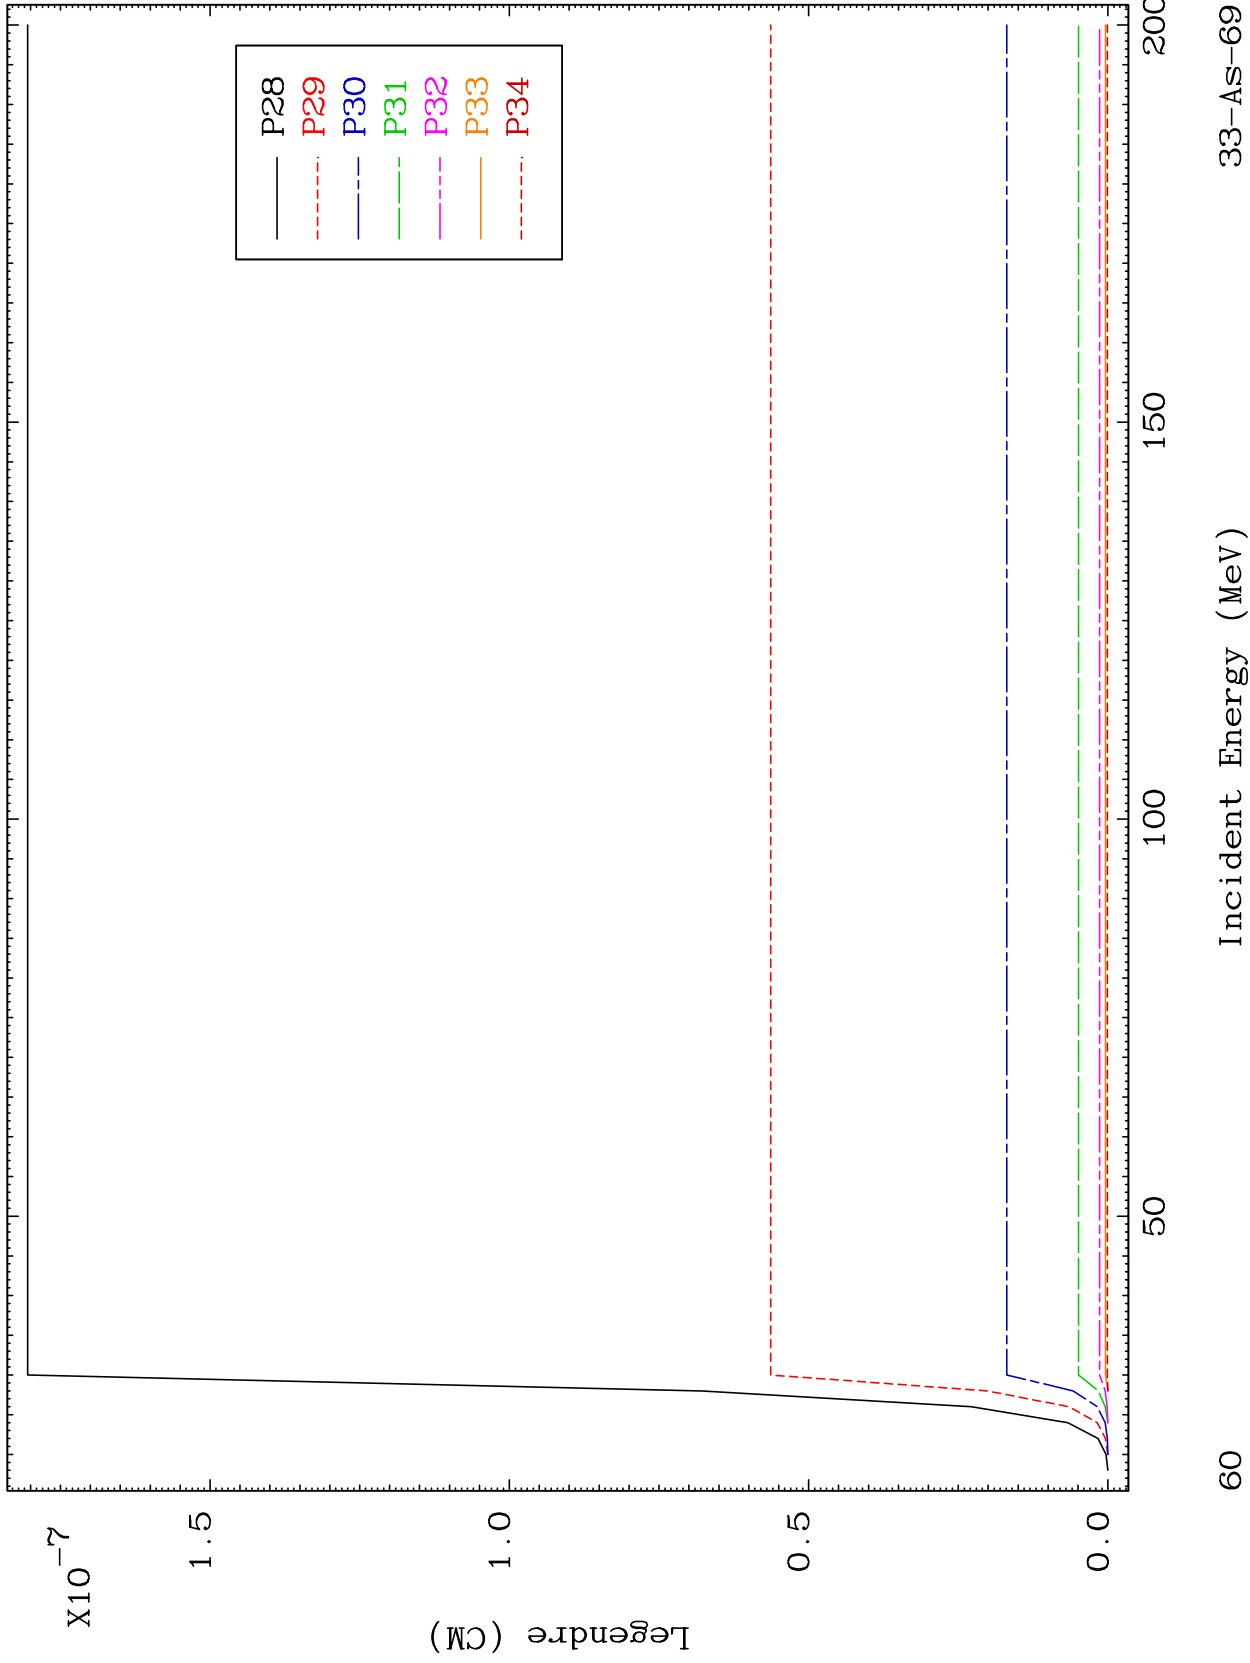 X10-7
1.5
1.0
0.5
0.0
Legendre (CM)
P28
P29
P30
P31
P32
P33
P34
50
100
150
200
Incident Energy (MeV)
60
33-As-69